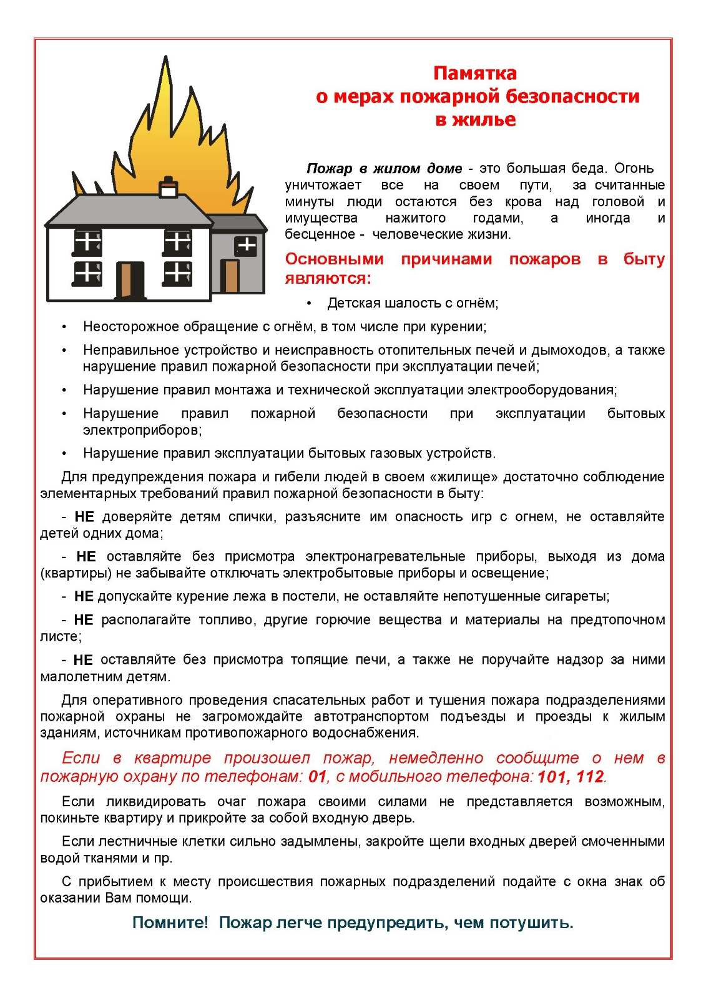 Памятка
о мерах пожарной безопасности
в жилье
Пожар в жилом доме - это большая беда. Огонь
уничтожает все на своем пути, за считанные
минуты люди остаются без крова над головой и
имущества нажитого годами, а иногда и
бесценное - человеческие жизни.
Основными причинами пожаров в быту
являются:
• Детская шалость с огнём;
• Неосторожное обращение с огнём, в том числе при курении;
• Неправильное устройство и неисправность отопительных печей и дымоходов, а также
нарушение правил пожарной безопасности при эксплуатации печей;
• Нарушение правил монтажа и технической эксплуатации электрооборудования;
• Нарушение правил пожарной безопасности при эксплуатации бытовых
электроприборов;
• Нарушение правил эксплуатации бытовых газовых устройств.
Для предупреждения пожара и гибели людей в своем «жилище» достаточно соблюдение
элементарных требований правил пожарной безопасности в быту:
- НЕ доверяйте детям спички, разъясните им опасность игр с огнем, не оставляйте
детей одних дома;
- НЕ оставляйте без присмотра электронагревательные приборы, выходя из дома
(квартиры) не забывайте отключать электробытовые приборы и освещение;
- НЕ допускайте курение лежа в постели, не оставляйте непотушенные сигареты;
- НЕ располагайте топливо, другие горючие вещества и материалы на предтопочном
листе;
- НЕ оставляйте без присмотра топящие печи, а также не поручайте надзор за ними
малолетним детям.
Для оперативного проведения спасательных работ и тушения пожара подразделениями
пожарной охраны не загромождайте автотранспортом подъезды и проезды к жилым
зданиям, источникам противопожарного водоснабжения.
Если в квартире произошел пожар, немедленно сообщите о нем в
пожарную охрану по телефонам: 01, с мобильного телефона: 101, 112.
Если ликвидировать очаг пожара своими силами не представляется возможным,
покиньте квартиру и прикройте за собой входную дверь.
Если лестничные клетки сильно задымлены, закройте щели входных дверей смоченными
водой тканями и пр.
С прибытием к месту происшествия пожарных подразделений подайте с окна знак об
оказании Вам помощи.
Помните! Пожар легче предупредить, чем потушить.